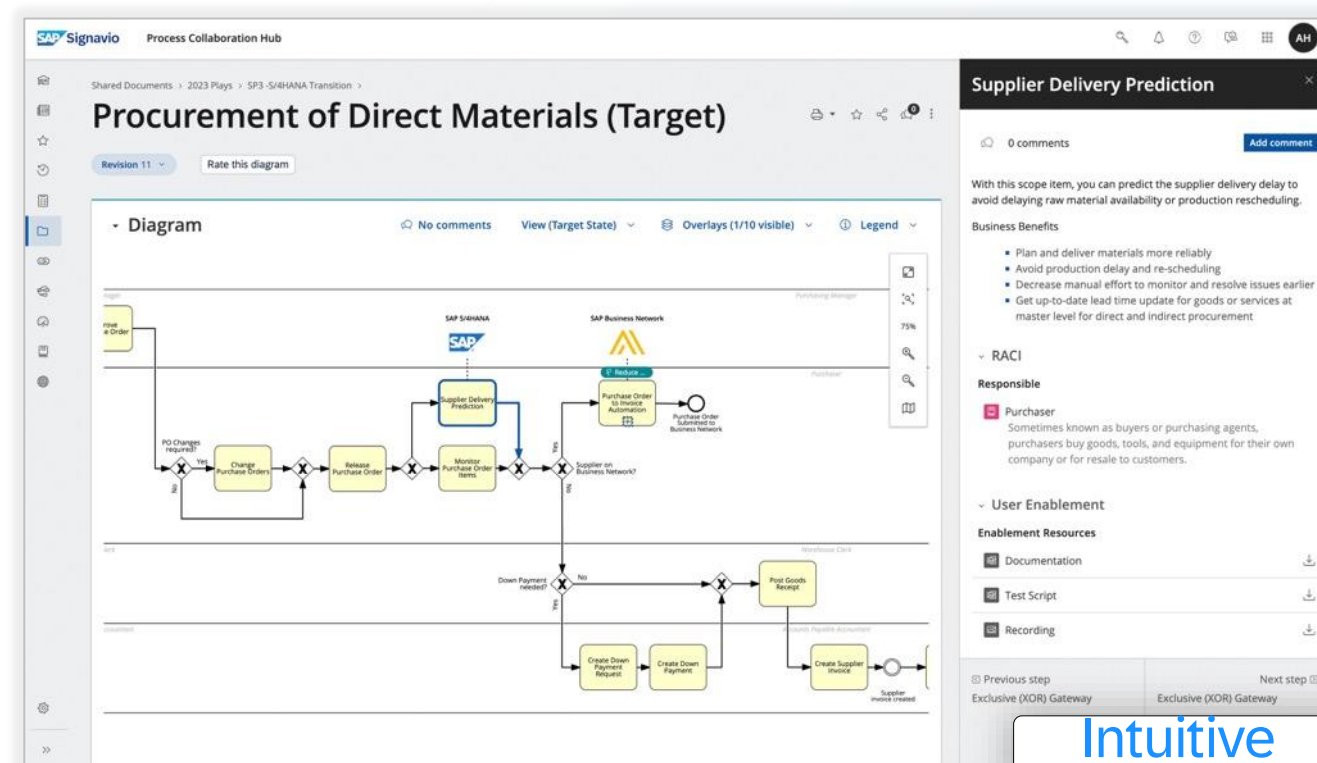 SAP Signavio
Process Collaboration Hub
AH
Shared Documents > 2023 Plays > SP3 -S/4HANA Transition >
Procurement of Direct Materials (Target)
0
Revision 11
Rate this diagram
Diagram
No comments
View (Target State)
Overlays (1/10 visible)
Legend
75%
Purchasing Manager
SAP S/4HANA
SAP
SAP Business Network
Purchaser
Reduce ...
Supplier Delivery
Prediction
Purchase Order
to Invoice
Automation
Purchase Order
Submitted to
Business Network
PO Changes
required?
Yes
No
Change
Purchase Orders
Release
Purchase Order
Monitor
Purchase Order
Items
Yes
Supplier on
Business Network?
No
Warehouse Clerk
Down Payment
needed?
No
Yes
Post Goods
Receipt
Accounts Payable Accountant
Create Down
Payment
Request
Create Down
Payment
Create Supplier
Invoice
Supplier
invoice created
Supplier Delivery Prediction
0 comments
Add comment
With this scope item, you can predict the supplier delivery delay to
avoid delaying raw material availability or production rescheduling.
Business Benefits
Plan and deliver materials more reliably
Avoid production delay and re-scheduling
Decrease manual effort to monitor and resolve issues earlier
Get up-to-date lead time update for goods or services at
master level for direct and indirect procurement
RACI
Responsible
Purchaser
Sometimes known as buyers or purchasing agents,
purchasers buy goods, tools, and equipment for their own
company or for resale to customers.
User Enablement
Enablement Resources
Documentation
Test Script
Recording
Previous step
Exclusive (XOR) Gateway
Next step
Exclusive (XOR) Gateway
Intuitive